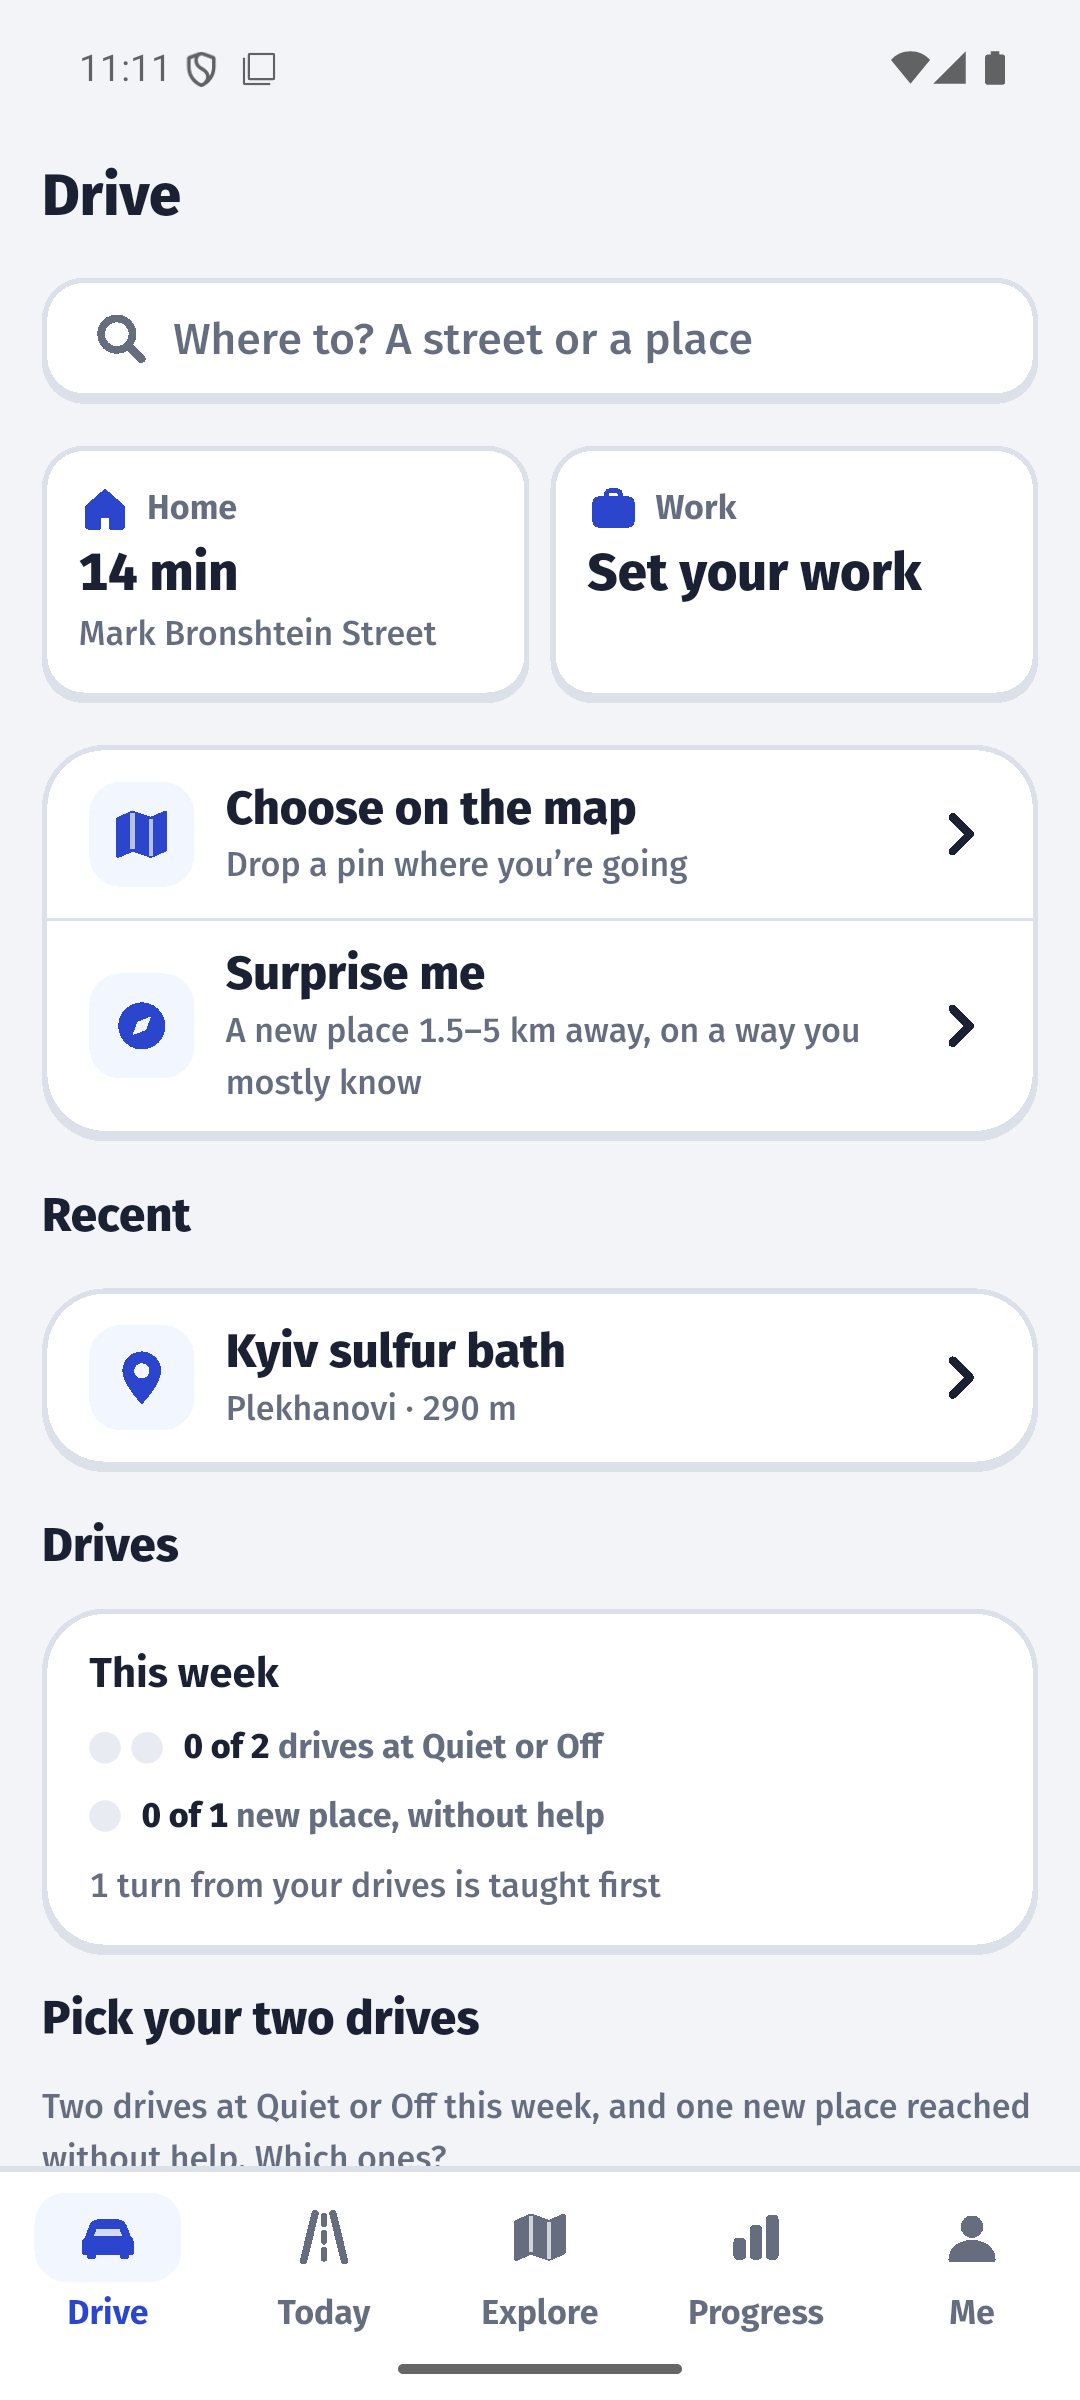 11:11
Drive
Where to? A street or a place
Home
14 min
Mark Bronshtein Street
Work
Set your work
Choose on the map
Drop a pin where you’re going
Surprise me
A new place 1.5–5 km away, on a way you
mostly know
Recent
Kyiv sulfur bath
Plekhanovi · 290 m
Drives
This week
0 of 2 drives at Quiet or Off
0 of 1 new place, without help
1 turn from your drives is taught first
Pick your two drives
Two drives at Quiet or Off this week, and one new place reached
without help. Which ones?
Drive
Today
Explore
Progress
Me